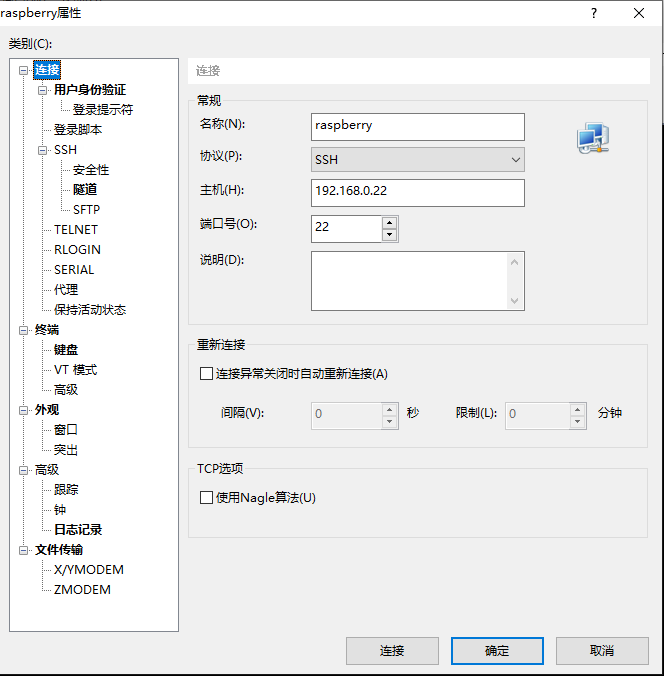 raspberry属性
?
类别(C):
连接
用户身份验证
登录提示符
登录脚本
SSH
安全性
隧道
SFTP
TELNET
RLOGIN
SERIAL
代理
保持活动状态
终端
键盘
VT 模式
高级
外观
窗口
突出
高级
跟踪
钟
日志记录
文件传输
X/YMODEM
ZMODEM
连接
常规
名称(N): raspberry
协议(P): SSH
主机(H): 192.168.0.22
端口号(O): 22
说明(D):
重新连接
连接异常关闭时自动重新连接(A)
间隔(V): 0 秒 限制(L): 0 分钟
TCP选项
使用Nagle算法(U)
连接 确定 取消